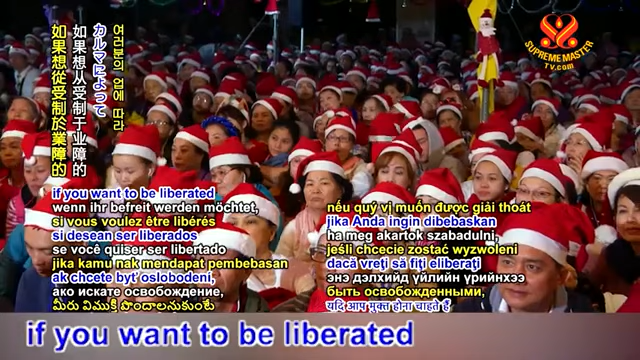 SUPREME MASTER
TV.com
여러분의 업에 따라
カルマによって
如果想从受制于业障的
如果想從受制於業障的
if you want to be liberated
wenn ihr befreit werden möchtet,
si vous voulez être libérés
si desean ser liberados
se você quiser ser libertado
jika kamu nak mendapat pembebasan
ak chcete byť oslobodení,
ако искате освобождение,
మీరు విముక్తి పొందాలనుకుంటే
nếu quý vị muốn được giải thoát
jika Anda ingin dibebaskan
ha meg akartok szabadulni,
jeśli chcecie zostać wyzwoleni
dacă vreţi să fiţi eliberaţi
энэ дэлхийд үйлийн үрийнхээ
быть освобожденными,
यदि आप मुक्त होना चाहते हैं
if you want to be liberated